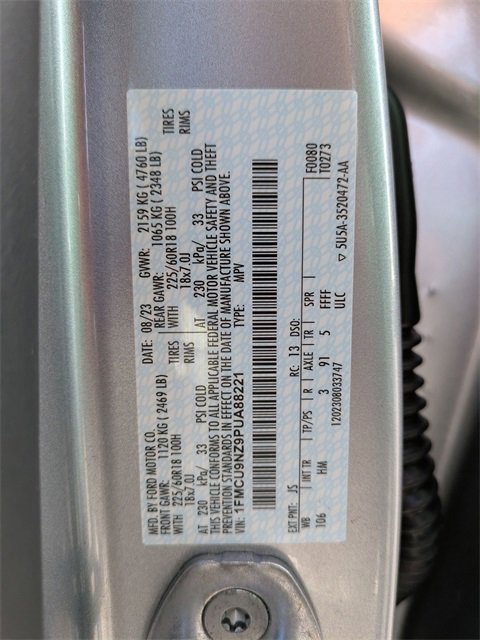 MFD. BY FORD MOTOR CO. DATE: 08/23 GVWR: 2159 KG ( 4760 LB)
FRONT GAWR: 1120 KG ( 2469 LB) REAR GAWR: 1065 KG ( 2348 LB)
WITH 225/60R18 100H TIRES WITH 225/60R18 100H TIRES
18x7.0J RIMS 18x7.0J RIMS
AT 230 kPa/ 33 PSI COLD AT 230 kPa/ 33 PSI COLD
THIS VEHICLE CONFORMS TO ALL APPLICABLE FEDERAL MOTOR VEHICLE SAFETY AND THEFT
PREVENTION STANDARDS IN EFFECT ON THE DATE OF MANUFACTURE SHOWN ABOVE.
VIN: 1FMCU9NZ9PUA88221 TYPE: MPV
F0080
T0273
EXT PNT: JS RC: 13 DSO:
WB INT TR TP/PS R AXLE TR SPR
106 HM 3 91 5 FFFF
ULC
1202308033747
▽ 5U5A-3520472-AA